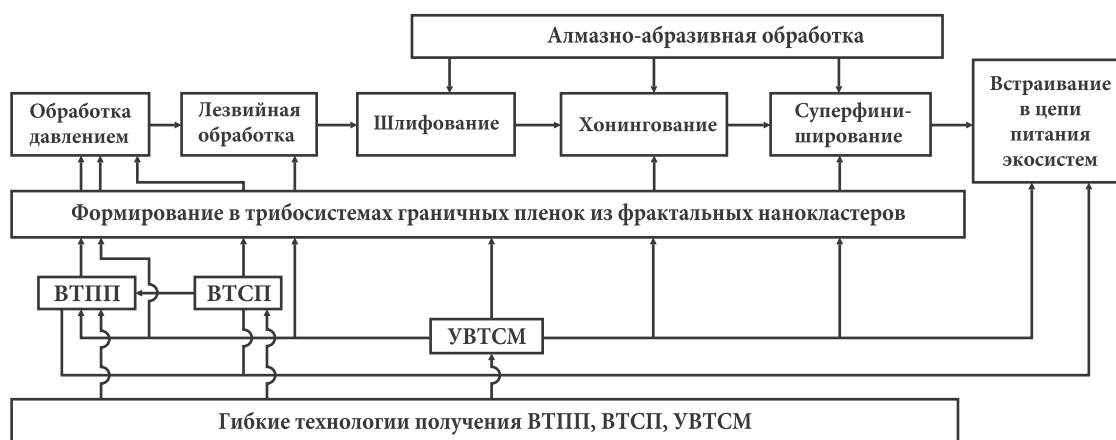 Алмазно-абразивная обработка
Обработка
давлением
Лезвийная
обработка
Шлифование
Хонингование
Суперфини-
ширование
Встраивание
в цепи
питания
экосистем
Формирование в трибосистемах граничных пленок из фрактальных нанокластеров
ВТПП
ВТСП
УВТСМ
Гибкие технологии получения ВТПП, ВТСП, УВТСМ